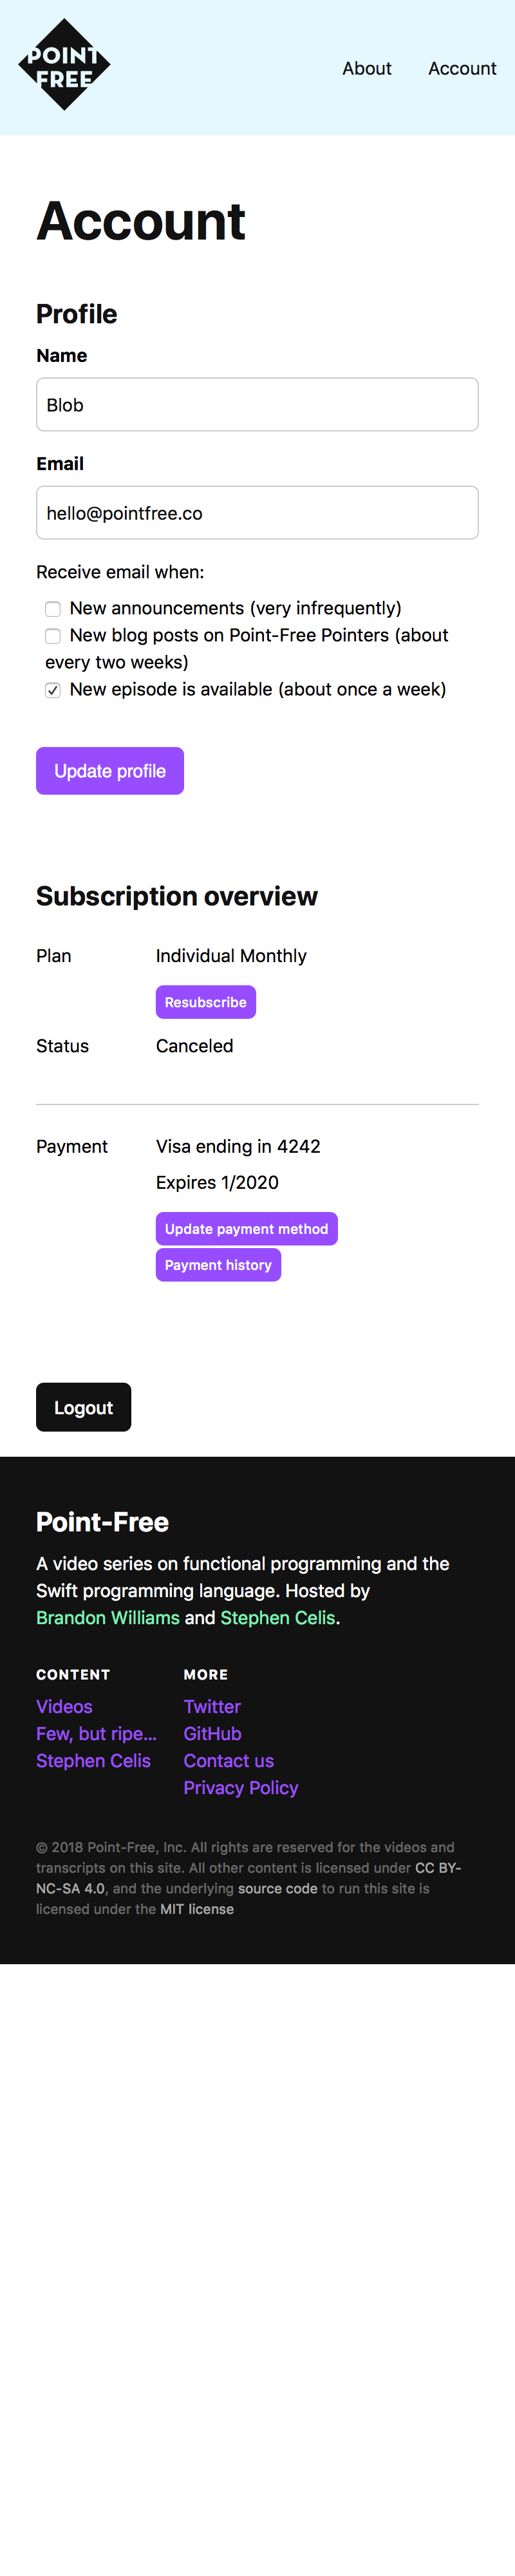 POINT
FREE
About
Account
Account
Profile
Name
Blob
Email
hello@pointfree.co
Receive email when:
New announcements (very infrequently)
New blog posts on Point-Free Pointers (about
every two weeks)
New episode is available (about once a week)
Update profile
Subscription overview
Plan
Individual Monthly
Resubscribe
Status
Canceled
Payment
Visa ending in 4242
Expires 1/2020
Update payment method
Payment history
Logout
Point-Free
A video series on functional programming and the
Swift programming language. Hosted by
Brandon Williams and Stephen Celis.
CONTENT
Videos
Few, but ripe...
Stephen Celis
MORE
Twitter
GitHub
Contact us
Privacy Policy
© 2018 Point-Free, Inc. All rights are reserved for the videos and
transcripts on this site. All other content is licensed under CC BY-
NC-SA 4.0, and the underlying source code to run this site is
licensed under the MIT license